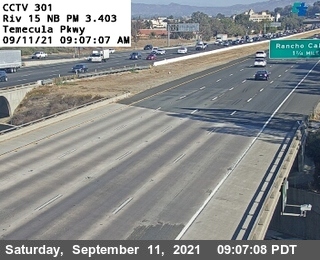 CCTV 301
Riv 15 NB PM 3.403
Temecula Pkwy
09/11/21 09:07:07 AM
Rancho Cal
Saturday, September 11, 2021 09:07:08 PDT